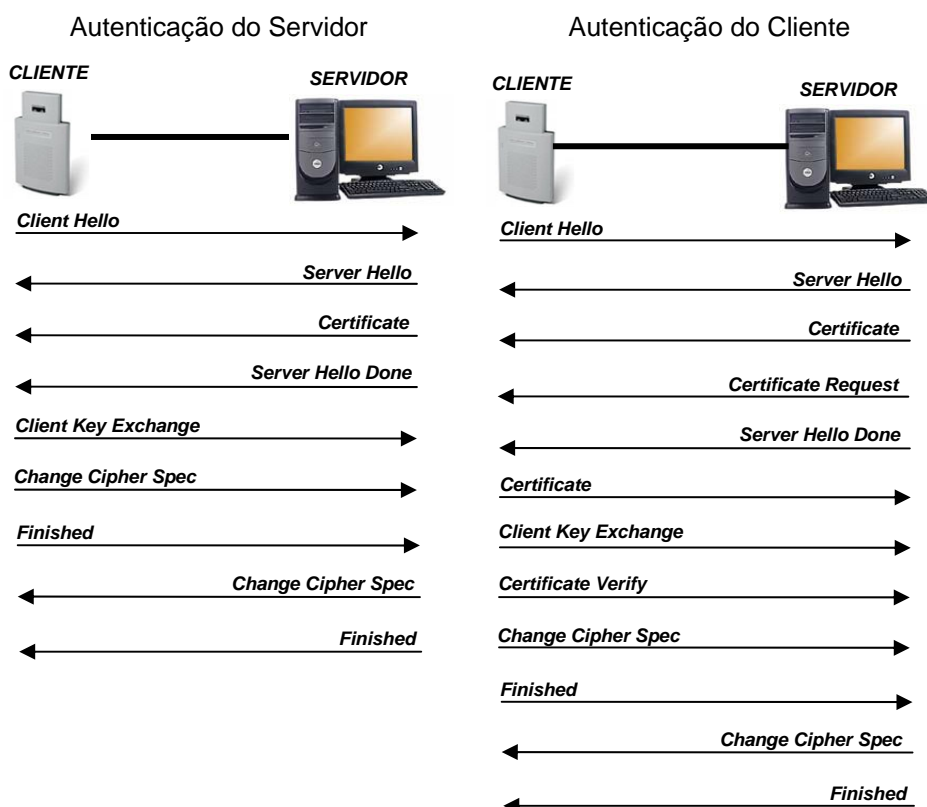 Autenticação do Servidor
CLIENTE
SERVIDOR
Client Hello
Server Hello
Certificate
Server Hello Done
Client Key Exchange
Change Cipher Spec
Finished
Change Cipher Spec
Finished
Autenticação do Cliente
CLIENTE
SERVIDOR
Client Hello
Server Hello
Certificate
Certificate Request
Server Hello Done
Certificate
Client Key Exchange
Certificate Verify
Change Cipher Spec
Finished
Change Cipher Spec
Finished